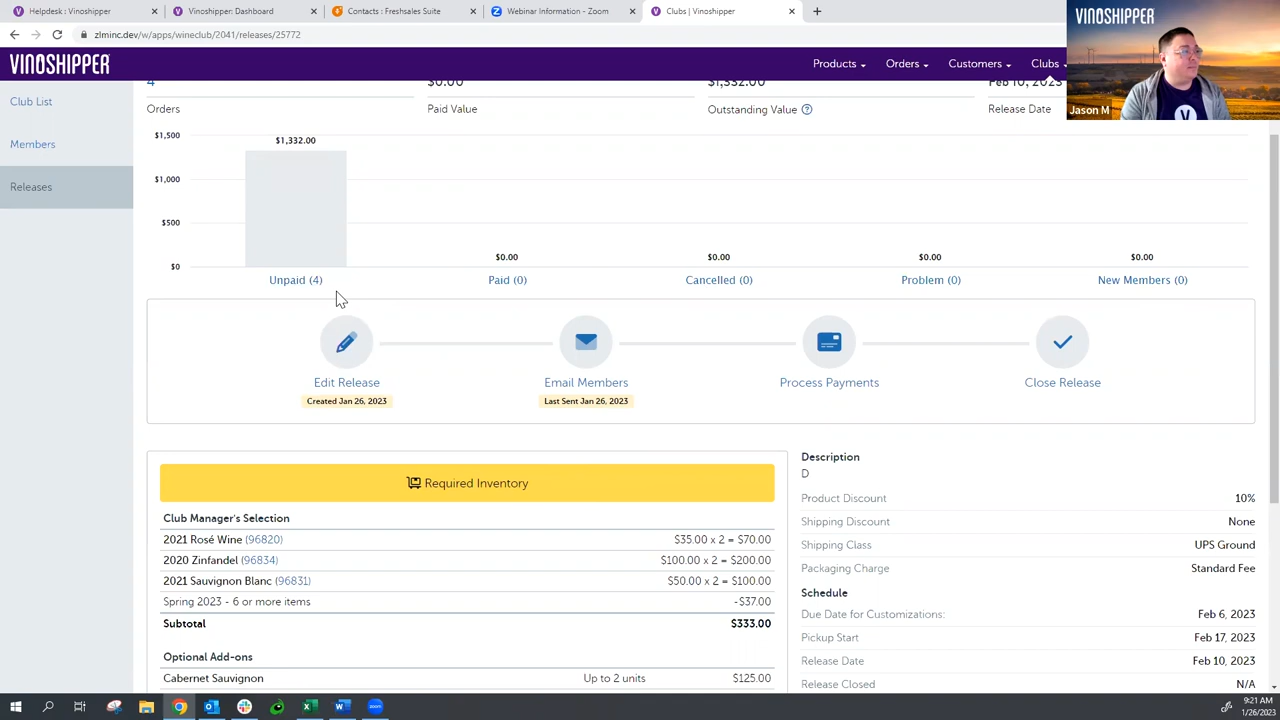 Helpdesk : Vinoshipper
Vinoshipper: Dashboard
Contacts : Freshsales Suite
Webinar Information - Zoom
Clubs | Vinoshipper
zlminc.dev/w/apps/wineclub/2041/releases/25772
VINOSHIPPER
Products
Orders
Customers
Clubs
VINOSHIPPER
Jason M
Club List
Members
Releases
4
$0.00
$1,332.00
Feb 10, 2023
Orders
Paid Value
Outstanding Value
Release Date
$1,500
$1,000
$500
$0
$1,332.00
$0.00
$0.00
$0.00
$0.00
Unpaid (4)
Paid (0)
Cancelled (0)
Problem (0)
New Members (0)
Edit Release
Created Jan 26, 2023
Email Members
Last Sent Jan 26, 2023
Process Payments
Close Release
Required Inventory
Club Manager's Selection
2021 Rosé Wine (96820) $35.00 x 2 = $70.00
2020 Zinfandel (96834) $100.00 x 2 = $200.00
2021 Sauvignon Blanc (96831) $50.00 x 2 = $100.00
Spring 2023 - 6 or more items -$37.00
Subtotal $333.00
Optional Add-ons
Cabernet Sauvignon Up to 2 units $125.00
Description
D
Product Discount 10%
Shipping Discount None
Shipping Class UPS Ground
Packaging Charge Standard Fee
Schedule
Due Date for Customizations: Feb 6, 2023
Pickup Start Feb 17, 2023
Release Date Feb 10, 2023
Release Closed N/A
9:21 AM
1/26/2023